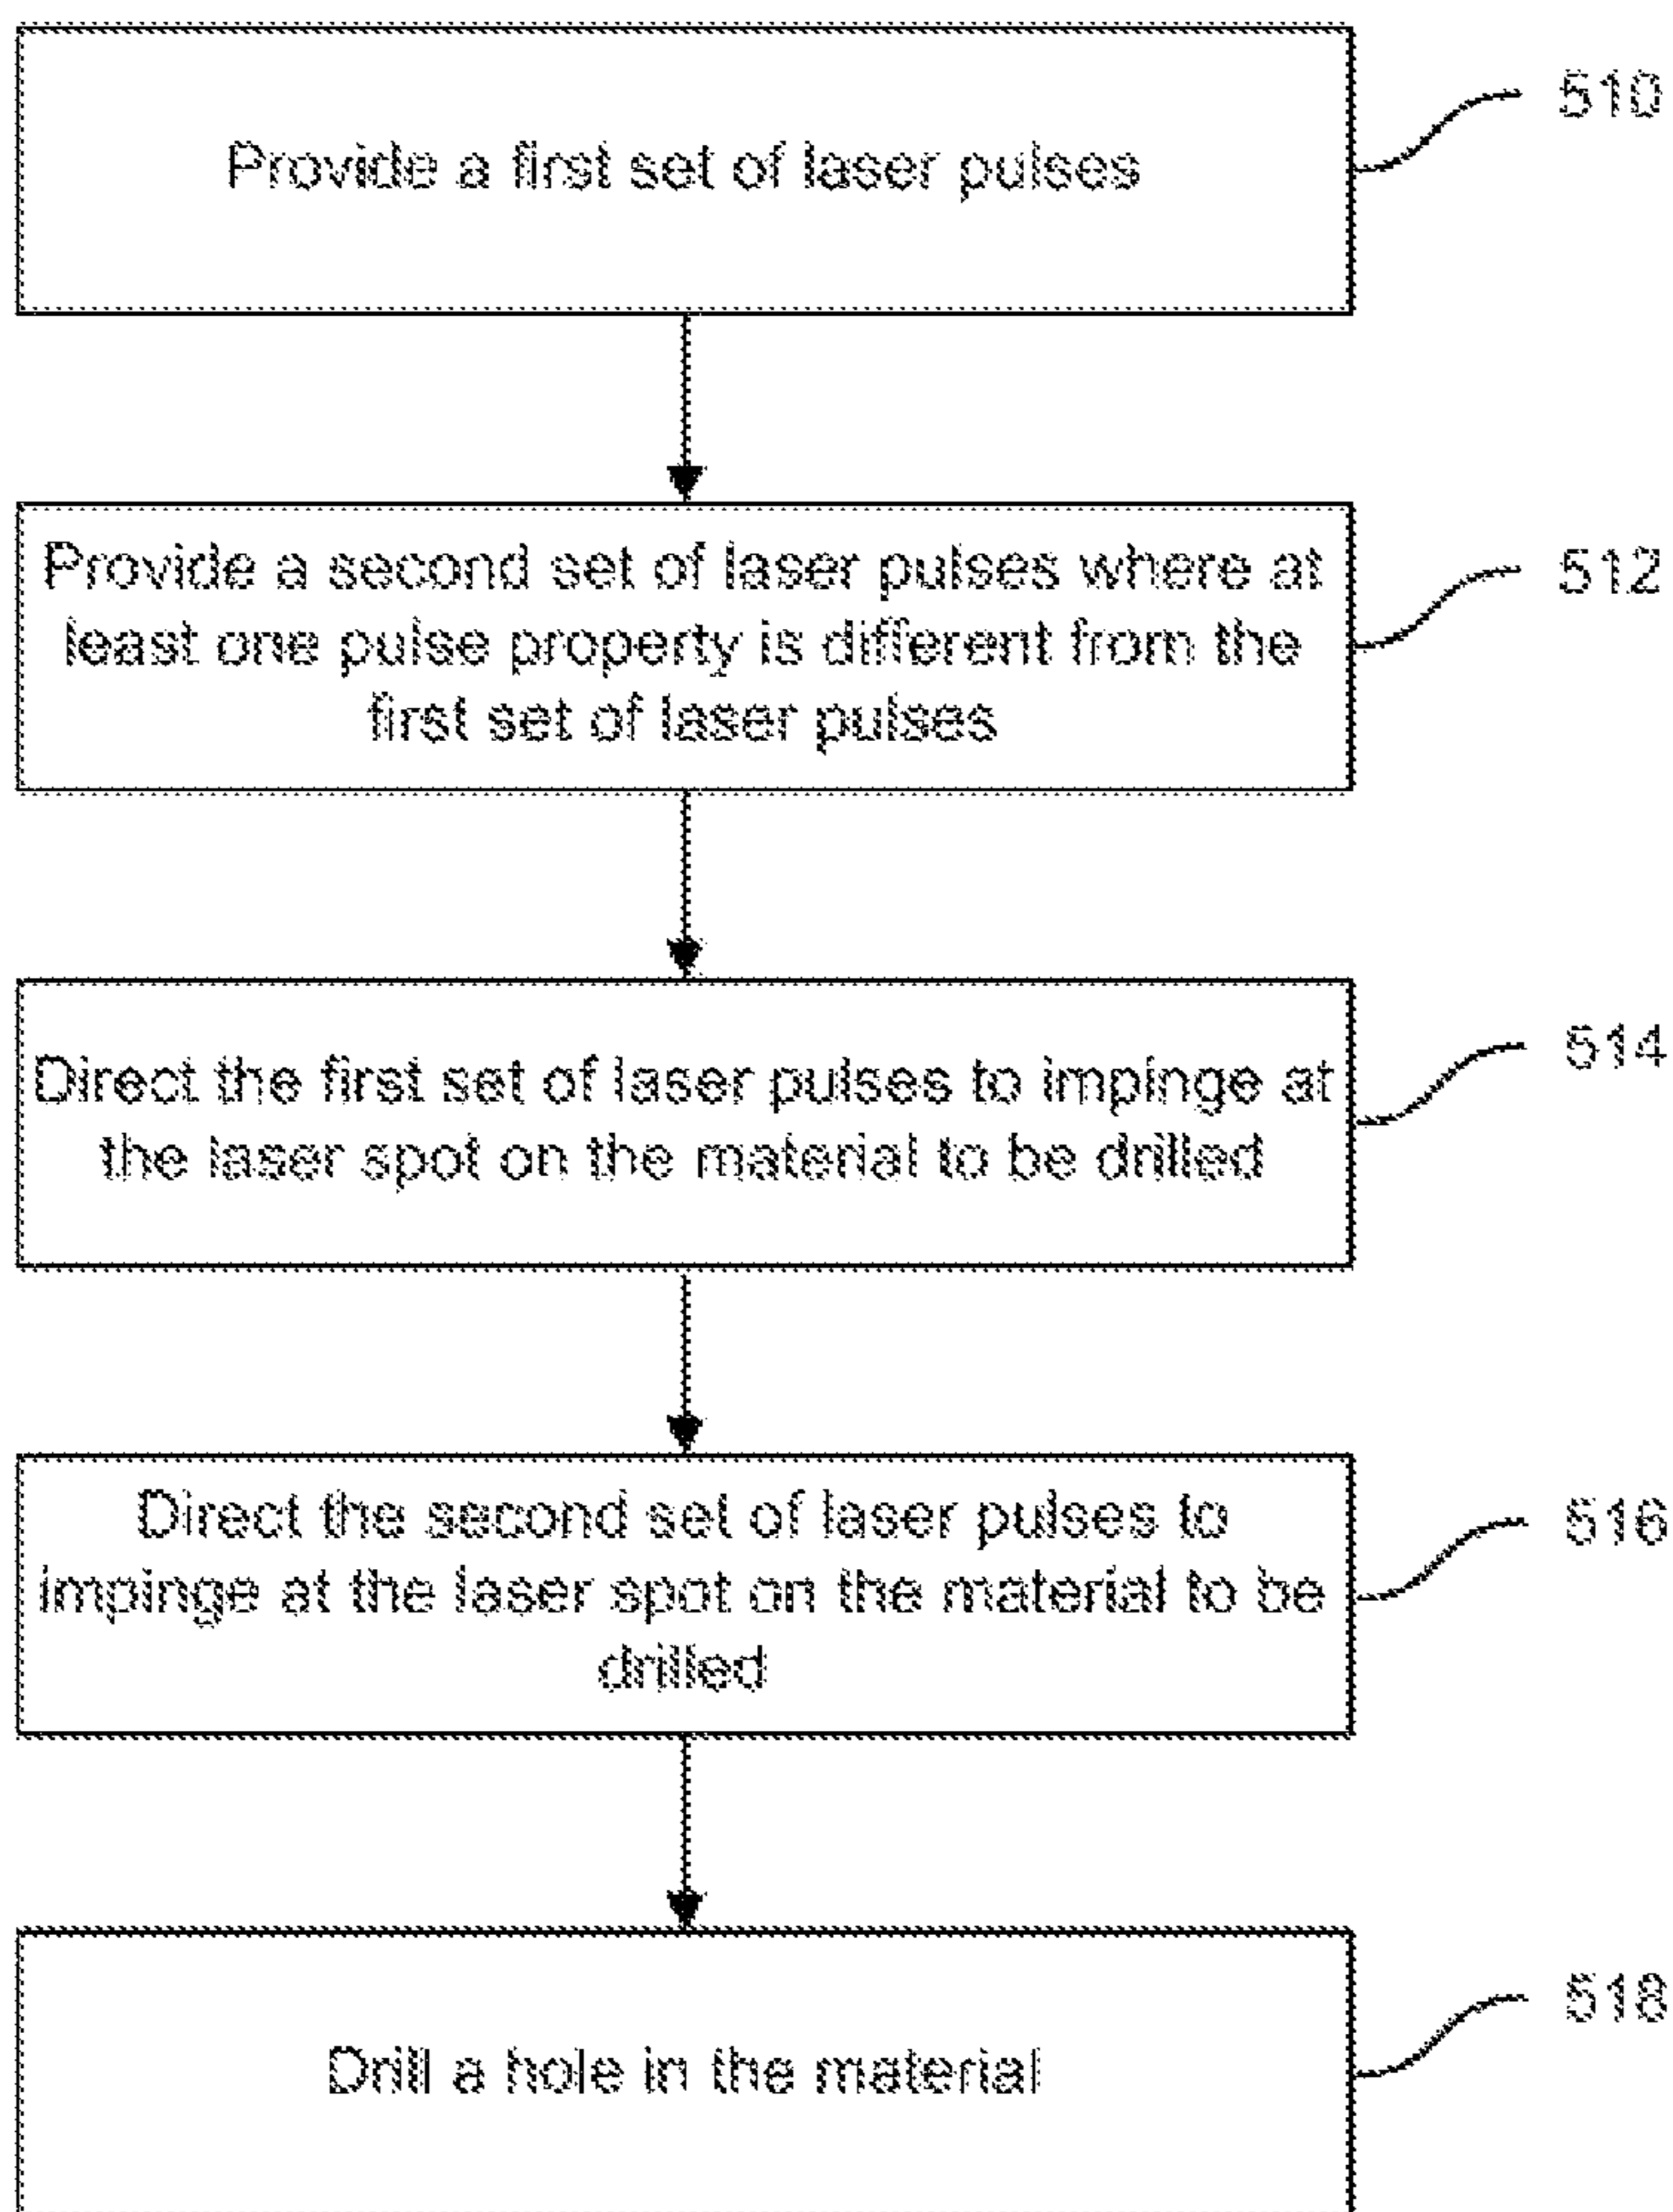 Provide a first set of laser pulses
510
Provide a second set of laser pulses where at
least one pulse property is different from the
first set of laser pulses
512
Direct the first set of laser pulses to impinge at
the laser spot on the material to be drilled
514
Direct the second set of laser pulses to
impinge at the laser spot on the material to be
drilled
516
Drill a hole in the material
518